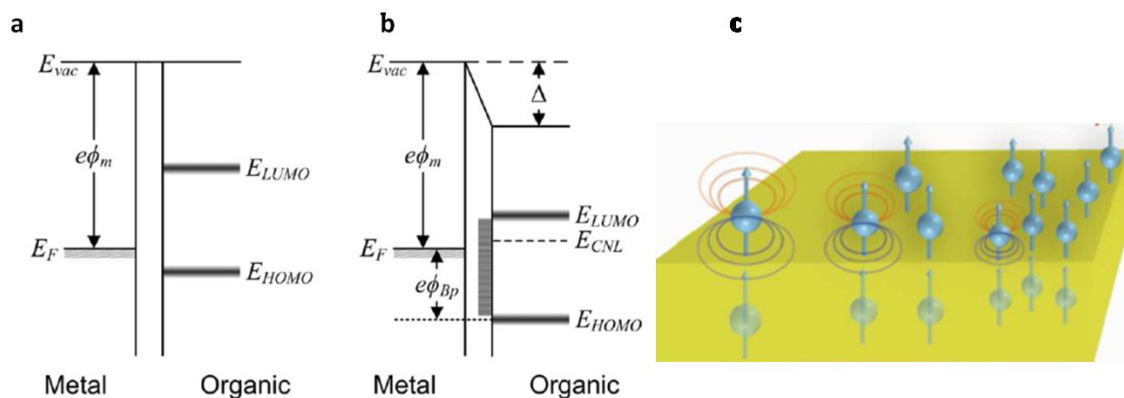 a
b
c
E_vac
eϕ_m
E_LUMO
E_F
E_HOMO
Metal Organic
E_vac
Δ
eϕ_m
E_LUMO
E_CNL
E_F
eϕ_Bp
E_HOMO
Metal Organic